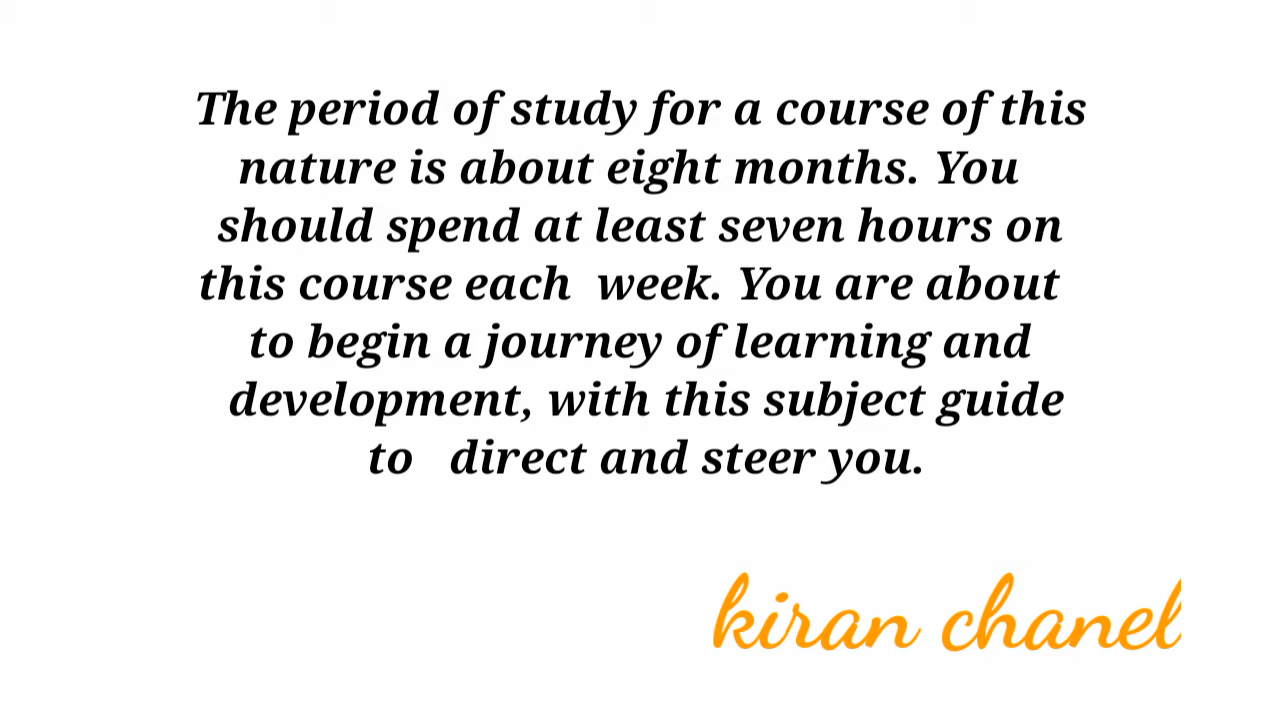 The period of study for a course of this
nature is about eight months. You
should spend at least seven hours on
this course each  week. You are about
to begin a journey of learning and
development, with this subject guide
to   direct and steer you.
kiran chanel